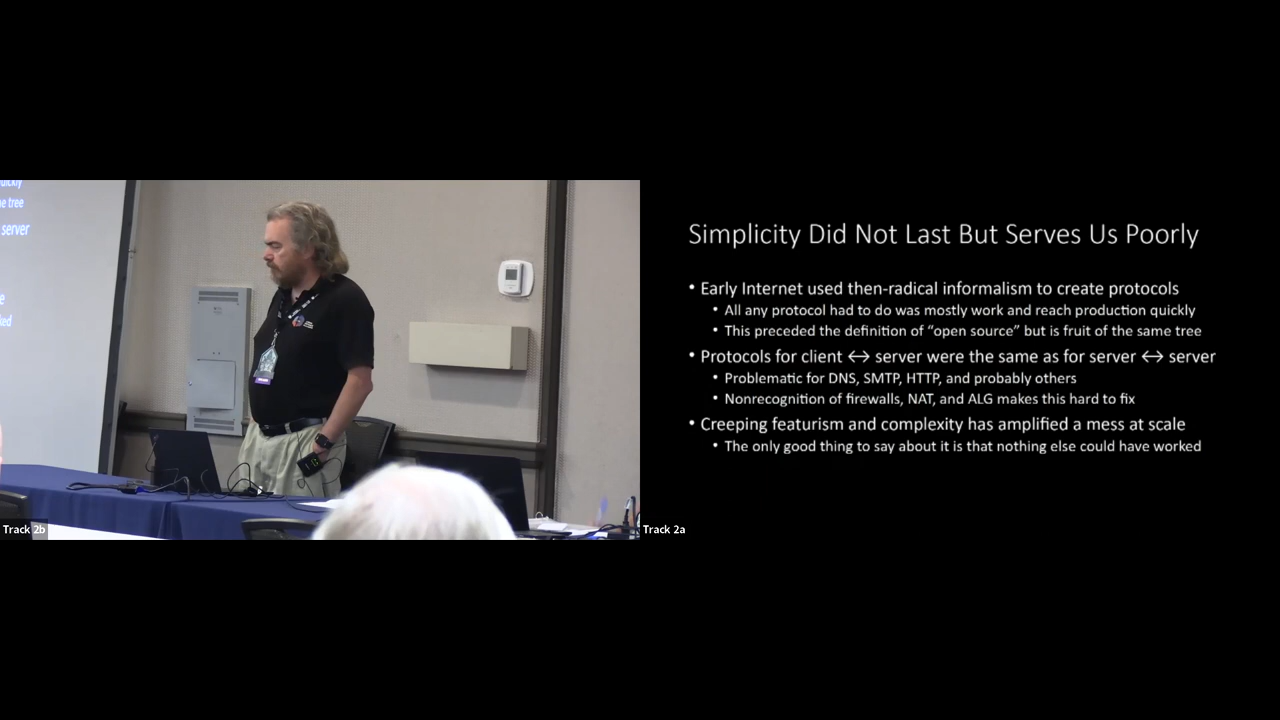 uickly
e tree
server
e
ked
Track 2b
Simplicity Did Not Last But Serves Us Poorly
• Early Internet used then-radical informalism to create protocols
• All any protocol had to do was mostly work and reach production quickly
• This preceded the definition of “open source” but is fruit of the same tree
• Protocols for client ↔ server were the same as for server ↔ server
• Problematic for DNS, SMTP, HTTP, and probably others
• Nonrecognition of firewalls, NAT, and ALG makes this hard to fix
• Creeping featurism and complexity has amplified a mess at scale
• The only good thing to say about it is that nothing else could have worked
Track 2a